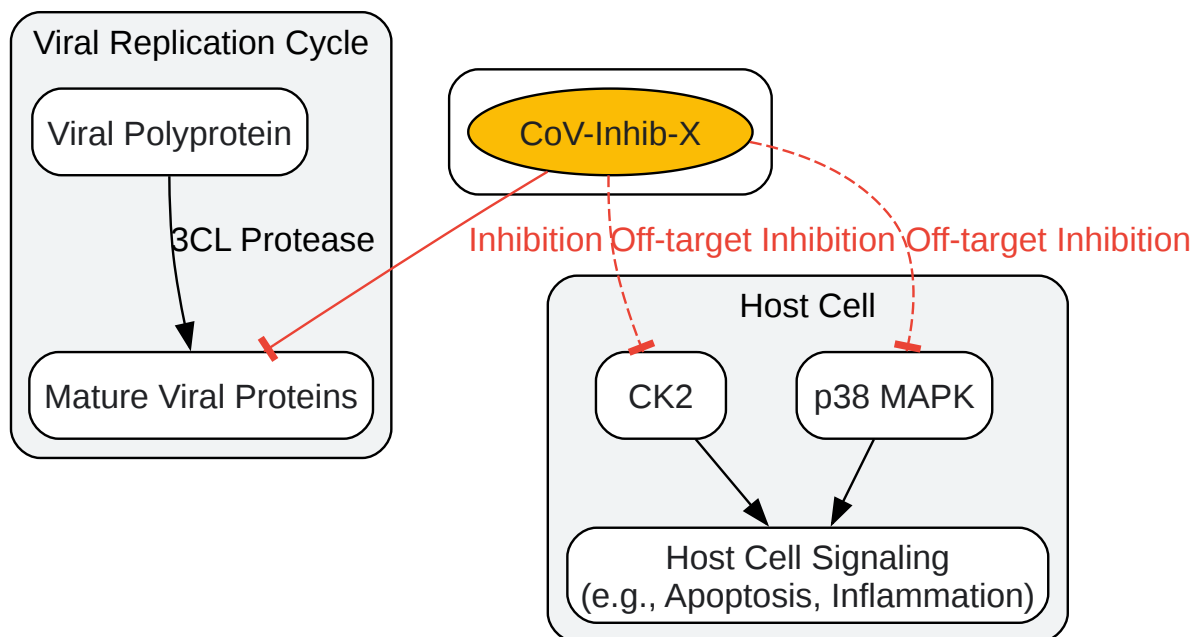 Viral Replication Cycle
Viral Polyprotein
CoV-Inhib-X
3CL Protease
Inhibition
Off-target Inhibition
Off-target Inhibition
Host Cell
Mature Viral Proteins
CK2
p38 MAPK
Host Cell Signaling
(e.g., Apoptosis, Inflammation)